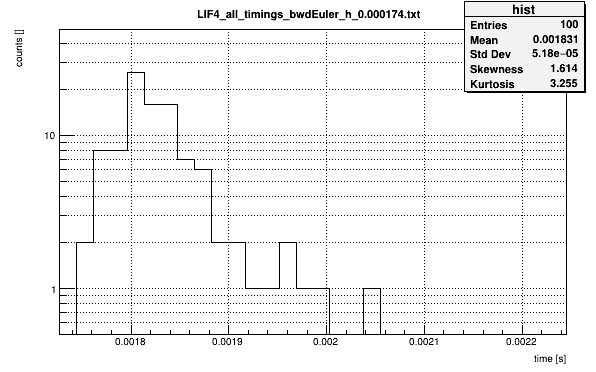 LIF4_all_timings_bwdEuler_h_0.000174.txt
hist
Entries 100
Mean 0.001831
Std Dev 5.18e−05
Skewness 1.614
Kurtosis 3.255
counts []
10
1
0.0018 0.0019 0.002 0.0021 0.0022
time [s]